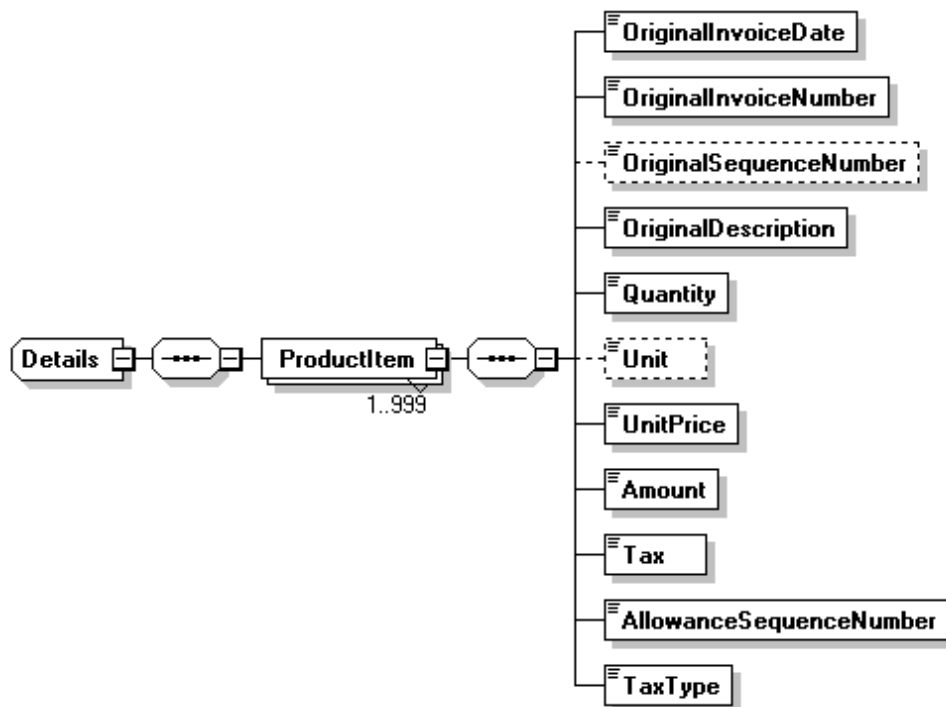 OriginalInvoiceDate
OriginalInvoiceNumber
OriginalSequenceNumber
OriginalDescription
Quantity
Details
ProductItem
1..999
Unit
UnitPrice
Amount
Tax
AllowanceSequenceNumber
TaxType